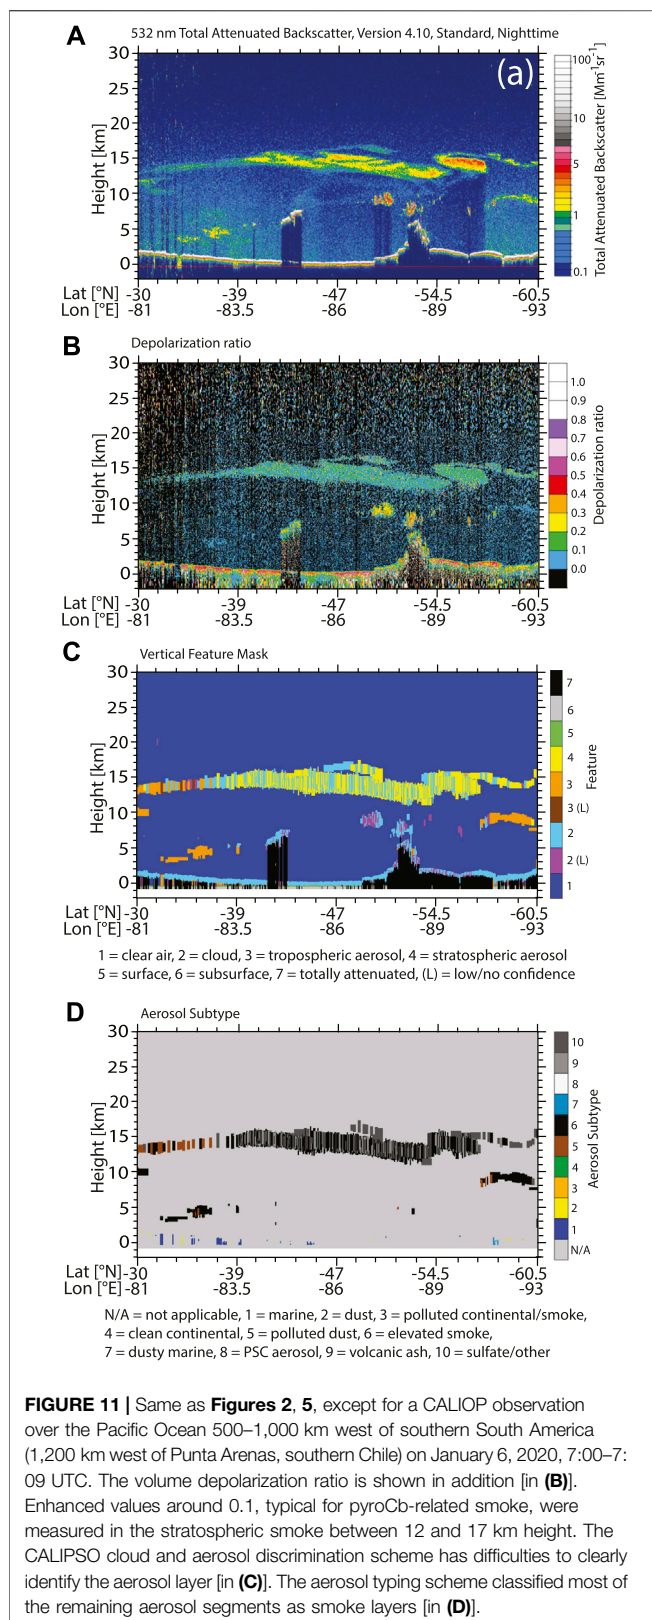 A
532 nm Total Attenuated Backscatter, Version 4.10, Standard, Nighttime
(a)
Height [km]
30
25
20
15
10
5
0
100
10
5
1
0.1
Total Attenuated Backscatter [Mm-1sr-1]
Lat [°N] -30 -39 -47 -54.5 -60.5
Lon [°E] -81 -83.5 -86 -89 -93
B
Depolarization ratio
Height [km]
30
25
20
15
10
5
0
1.0
0.9
0.8
0.7
0.6
0.5
0.4
0.3
0.2
0.1
0.0
Depolarization ratio
Lat [°N] -30 -39 -47 -54.5 -60.5
Lon [°E] -81 -83.5 -86 -89 -93
C
Vertical Feature Mask
Height [km]
30
25
20
15
10
5
0
7
6
5
4
3
3 (L)
2
2 (L)
1
Feature
Lat [°N] -30 -39 -47 -54.5 -60.5
Lon [°E] -81 -83.5 -86 -89 -93
1 = clear air, 2 = cloud, 3 = tropospheric aerosol, 4 = stratospheric aerosol
5 = surface, 6 = subsurface, 7 = totally attenuated, (L) = low/no confidence
D
Aerosol Subtype
Height [km]
30
25
20
15
10
5
0
10
9
8
7
6
5
4
3
2
1
N/A
Aerosol Subtype
Lat [°N] -30 -39 -47 -54.5 -60.5
Lon [°E] -81 -83.5 -86 -89 -93
N/A = not applicable, 1 = marine, 2 = dust, 3 = polluted continental/smoke,
4 = clean continental, 5 = polluted dust, 6 = elevated smoke,
7 = dusty marine, 8 = PSC aerosol, 9 = volcanic ash, 10 = sulfate/other
FIGURE 11 | Same as Figures 2, 5, except for a CALIOP observation
over the Pacific Ocean 500–1,000 km west of southern South America
(1,200 km west of Punta Arenas, southern Chile) on January 6, 2020, 7:00–7:
09 UTC. The volume depolarization ratio is shown in addition [in (B)].
Enhanced values around 0.1, typical for pyroCb-related smoke, were
measured in the stratospheric smoke between 12 and 17 km height. The
CALIPSO cloud and aerosol discrimination scheme has difficulties to clearly
identify the aerosol layer [in (C)]. The aerosol typing scheme classified most of
the remaining aerosol segments as smoke layers [in (D)].